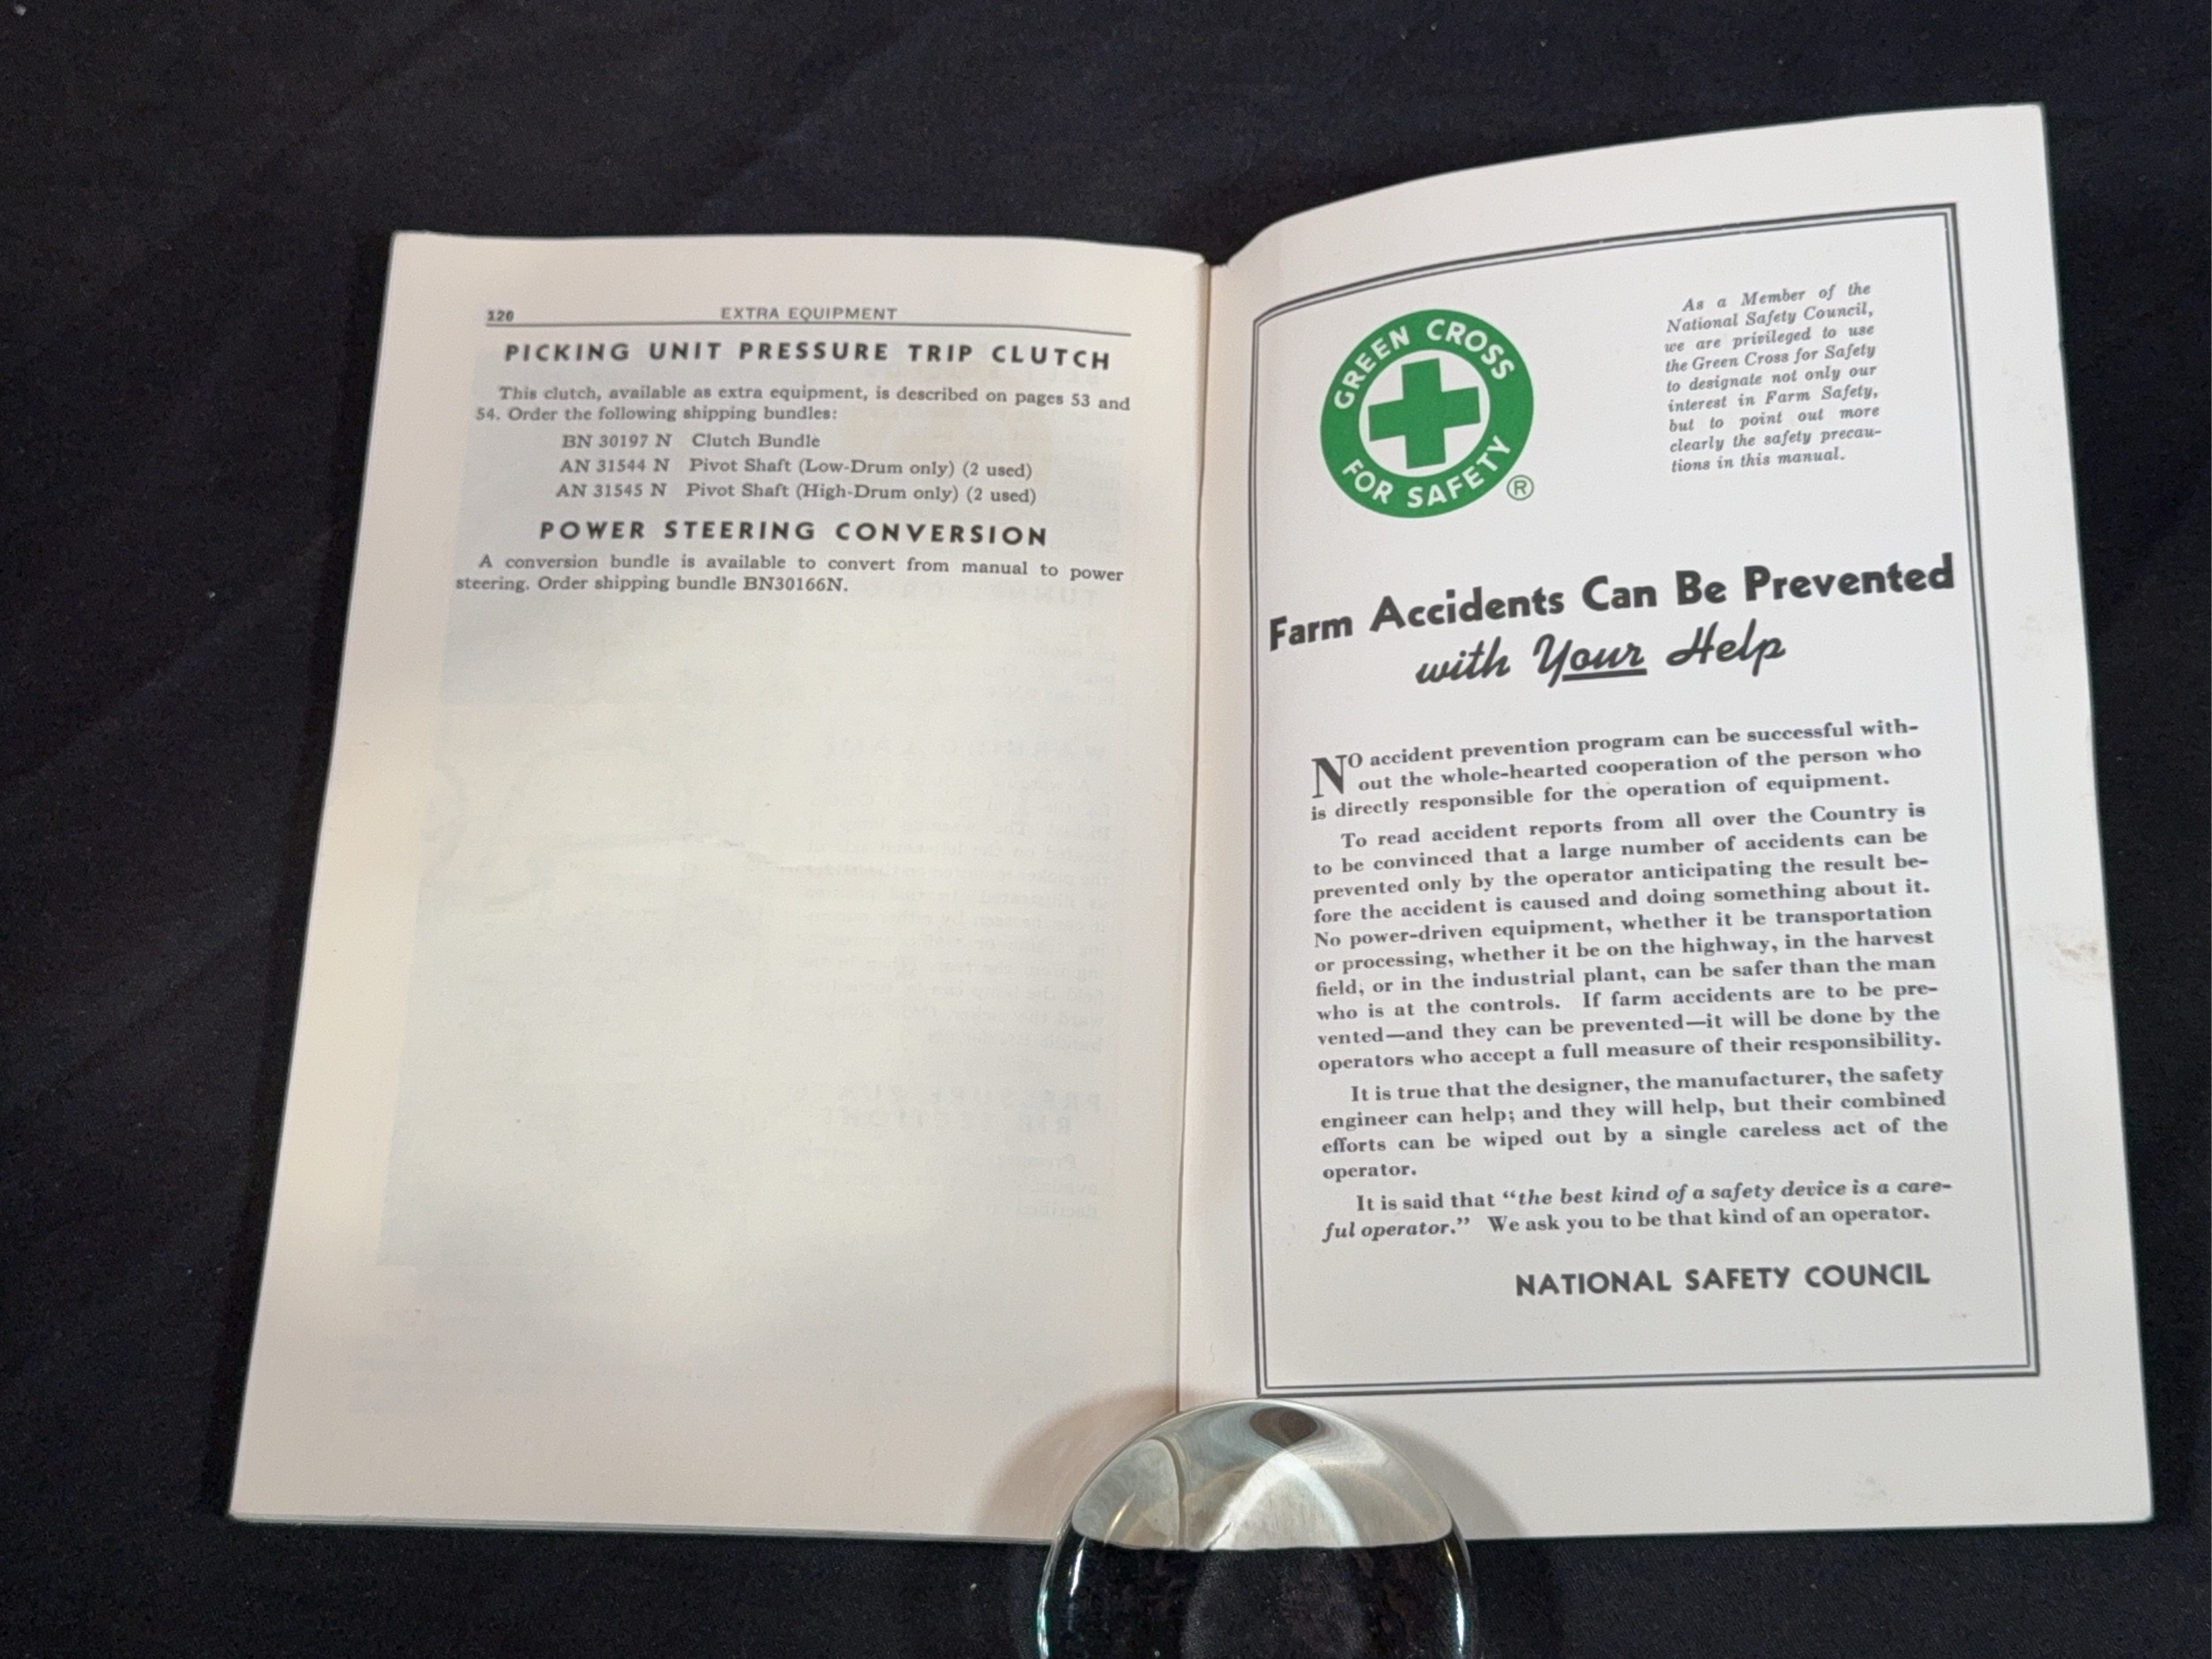 120
EXTRA EQUIPMENT
PICKING UNIT PRESSURE TRIP CLUTCH
This clutch, available as extra equipment, is described on pages 53 and
54. Order the following shipping bundles:
BN 30197 N Clutch Bundle
AN 31544 N Pivot Shaft (Low-Drum only) (2 used)
AN 31545 N Pivot Shaft (High-Drum only) (2 used)
POWER STEERING CONVERSION
A conversion bundle is available to convert from manual to power
steering. Order shipping bundle BN30166N.
GREEN CROSS
FOR SAFETY
®
As a Member of the
National Safety Council,
we are privileged to use
the Green Cross for Safety
to designate not only our
interest in Farm Safety,
but to point out more
clearly the safety precau-
tions in this manual.
Farm Accidents Can Be Prevented
with Your Help
NO accident prevention program can be successful with-
out the whole-hearted cooperation of the person who
is directly responsible for the operation of equipment.
To read accident reports from all over the Country is
to be convinced that a large number of accidents can be
prevented only by the operator anticipating the result be-
fore the accident is caused and doing something about it.
No power-driven equipment, whether it be transportation
or processing, whether it be on the highway, in the harvest
field, or in the industrial plant, can be safer than the man
who is at the controls. If farm accidents are to be pre-
vented—and they can be prevented—it will be done by the
operators who accept a full measure of their responsibility.
It is true that the designer, the manufacturer, the safety
engineer can help; and they will help, but their combined
efforts can be wiped out by a single careless act of the
operator.
It is said that “the best kind of a safety device is a care-
ful operator.” We ask you to be that kind of an operator.
NATIONAL SAFETY COUNCIL